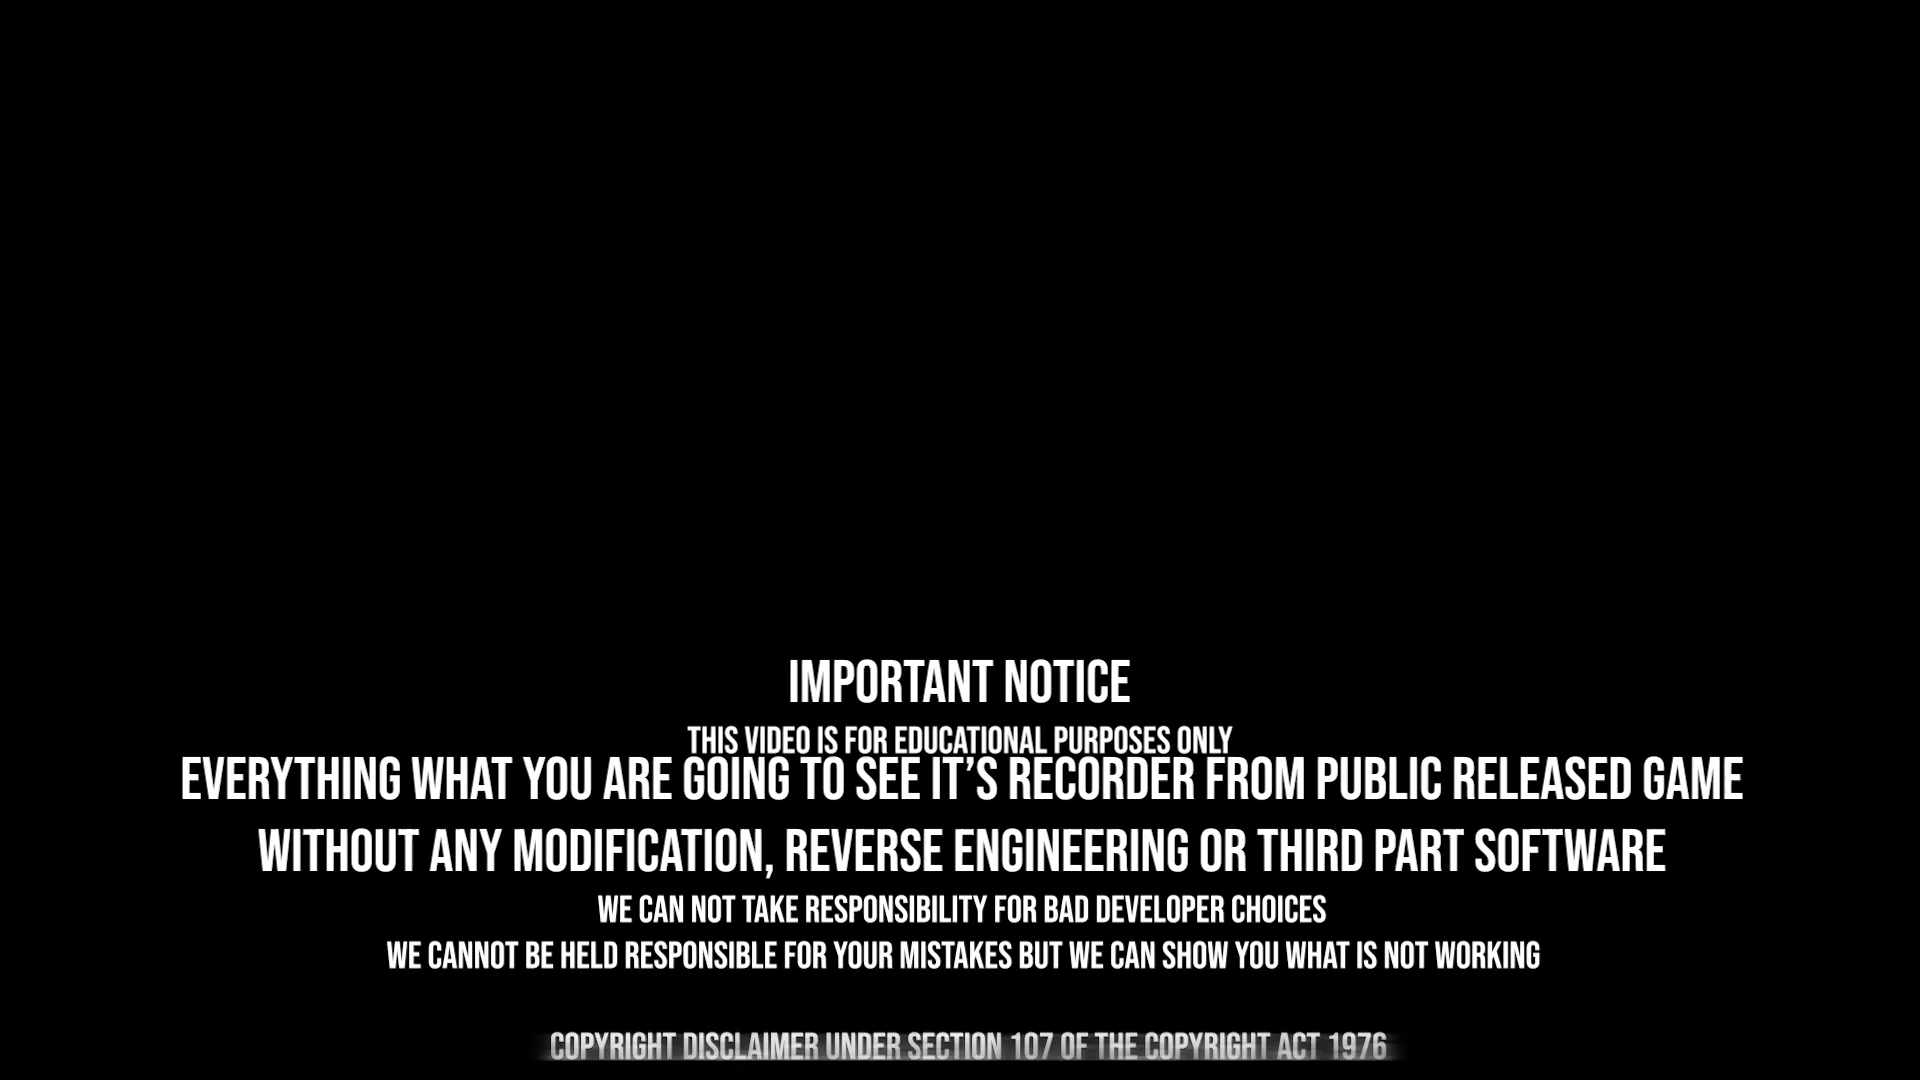 IMPORTANT NOTICE
THIS VIDEO IS FOR EDUCATIONAL PURPOSES ONLY
EVERYTHING WHAT YOU ARE GOING TO SEE IT’S RECORDER FROM PUBLIC RELEASED GAME
WITHOUT ANY MODIFICATION, REVERSE ENGINEERING OR THIRD PART SOFTWARE
WE CAN NOT TAKE RESPONSIBILITY FOR BAD DEVELOPER CHOICES
WE CANNOT BE HELD RESPONSIBLE FOR YOUR MISTAKES BUT WE CAN SHOW YOU WHAT IS NOT WORKING
COPYRIGHT DISCLAIMER UNDER SECTION 107 OF THE COPYRIGHT ACT 1976